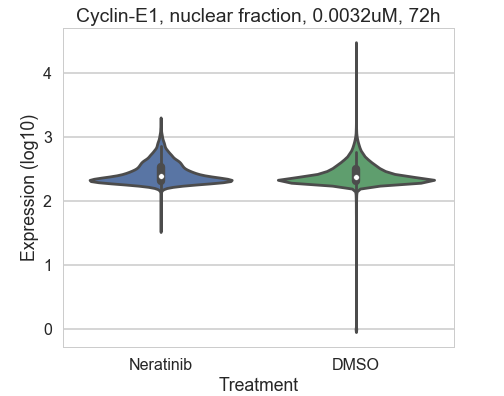 Cyclin-E1, nuclear fraction, 0.0032uM, 72h
Expression (log10)
4
3
2
1
0
Neratinib DMSO
Treatment